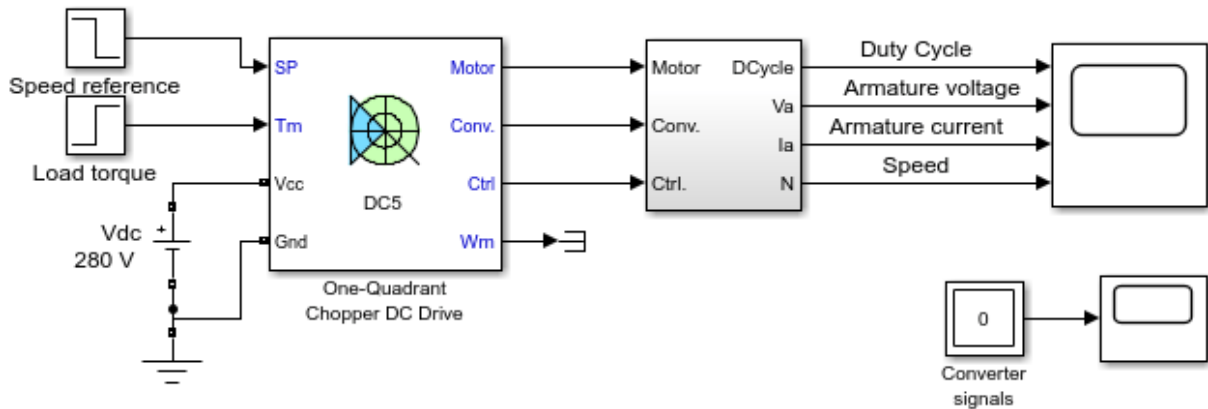 Speed reference
Load torque
Vdc
280 V
+
SP
Tm
Vcc
Gnd
DC5
Motor
Conv.
Ctrl
Wm
One-Quadrant
Chopper DC Drive
Motor
Conv.
Ctrl.
DCycle
Va
Ia
N
Duty Cycle
Armature voltage
Armature current
Speed
0
Converter
signals